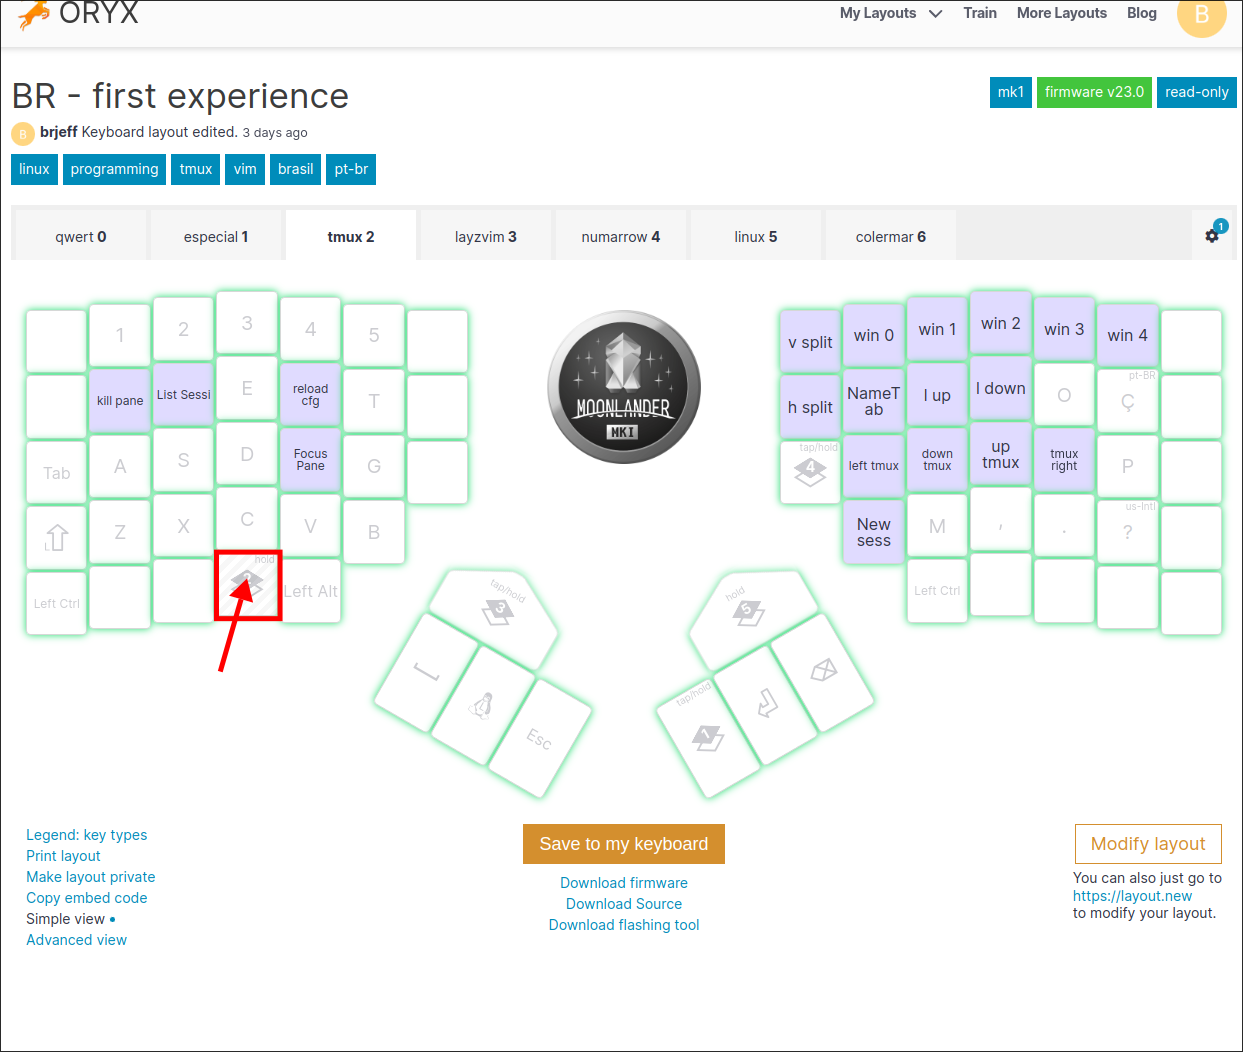 ORYX
My Layouts Train More Layouts Blog B
BR - first experience
mk1 firmware v23.0 read-only
B brjeff Keyboard layout edited. 3 days ago
linux programming tmux vim brasil pt-br
qwert 0 especial 1 tmux 2 layzvim 3 numarrow 4 linux 5 colermar 6 1
1 2 3 4 5
kill pane List Sessi E reload cfg T
Tab A S D Focus Pane G
L Z X C V B
Left Ctrl hold Left Alt
tap/hold 3
[ Esc
MOONLANDER
MK1
v split win 0 win 1 win 2 win 3 win 4
h split NameT ab l up l down O pt-BR Ç
tap/hold 4 left tmux down tmux up tmux tmux right P
New sess M , . us-Intl ?
Left Ctrl
hold 5
tap/hold 1
Legend: key types
Print layout
Make layout private
Copy embed code
Simple view •
Advanced view
Save to my keyboard
Download firmware
Download Source
Download flashing tool
Modify layout
You can also just go to
https://layout.new
to modify your layout.